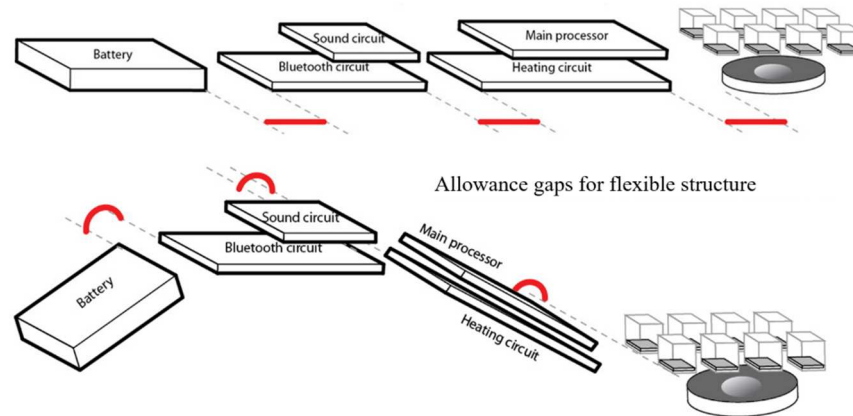 Battery
Sound circuit
Bluetooth circuit
Main processor
Heating circuit
Allowance gaps for flexible structure
Battery
Sound circuit
Bluetooth circuit
Main processor
Heating circuit